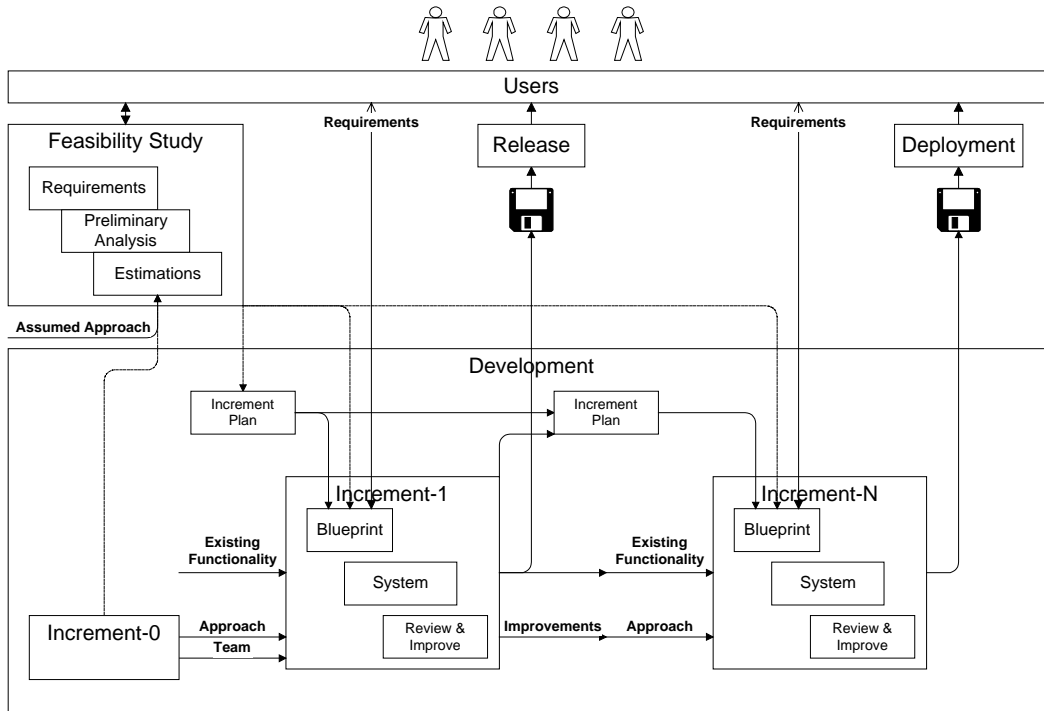 Users
Requirements
Requirements
Feasibility Study
Release
Deployment
Requirements
Preliminary
Analysis
Estimations
Assumed Approach
Development
Increment
Plan
Increment
Plan
Increment-1
Increment-N
Blueprint
Blueprint
Existing
Functionality
Existing
Functionality
System
System
Increment-0
Approach
Team
Review &
Improve
Improvements
Approach
Review &
Improve